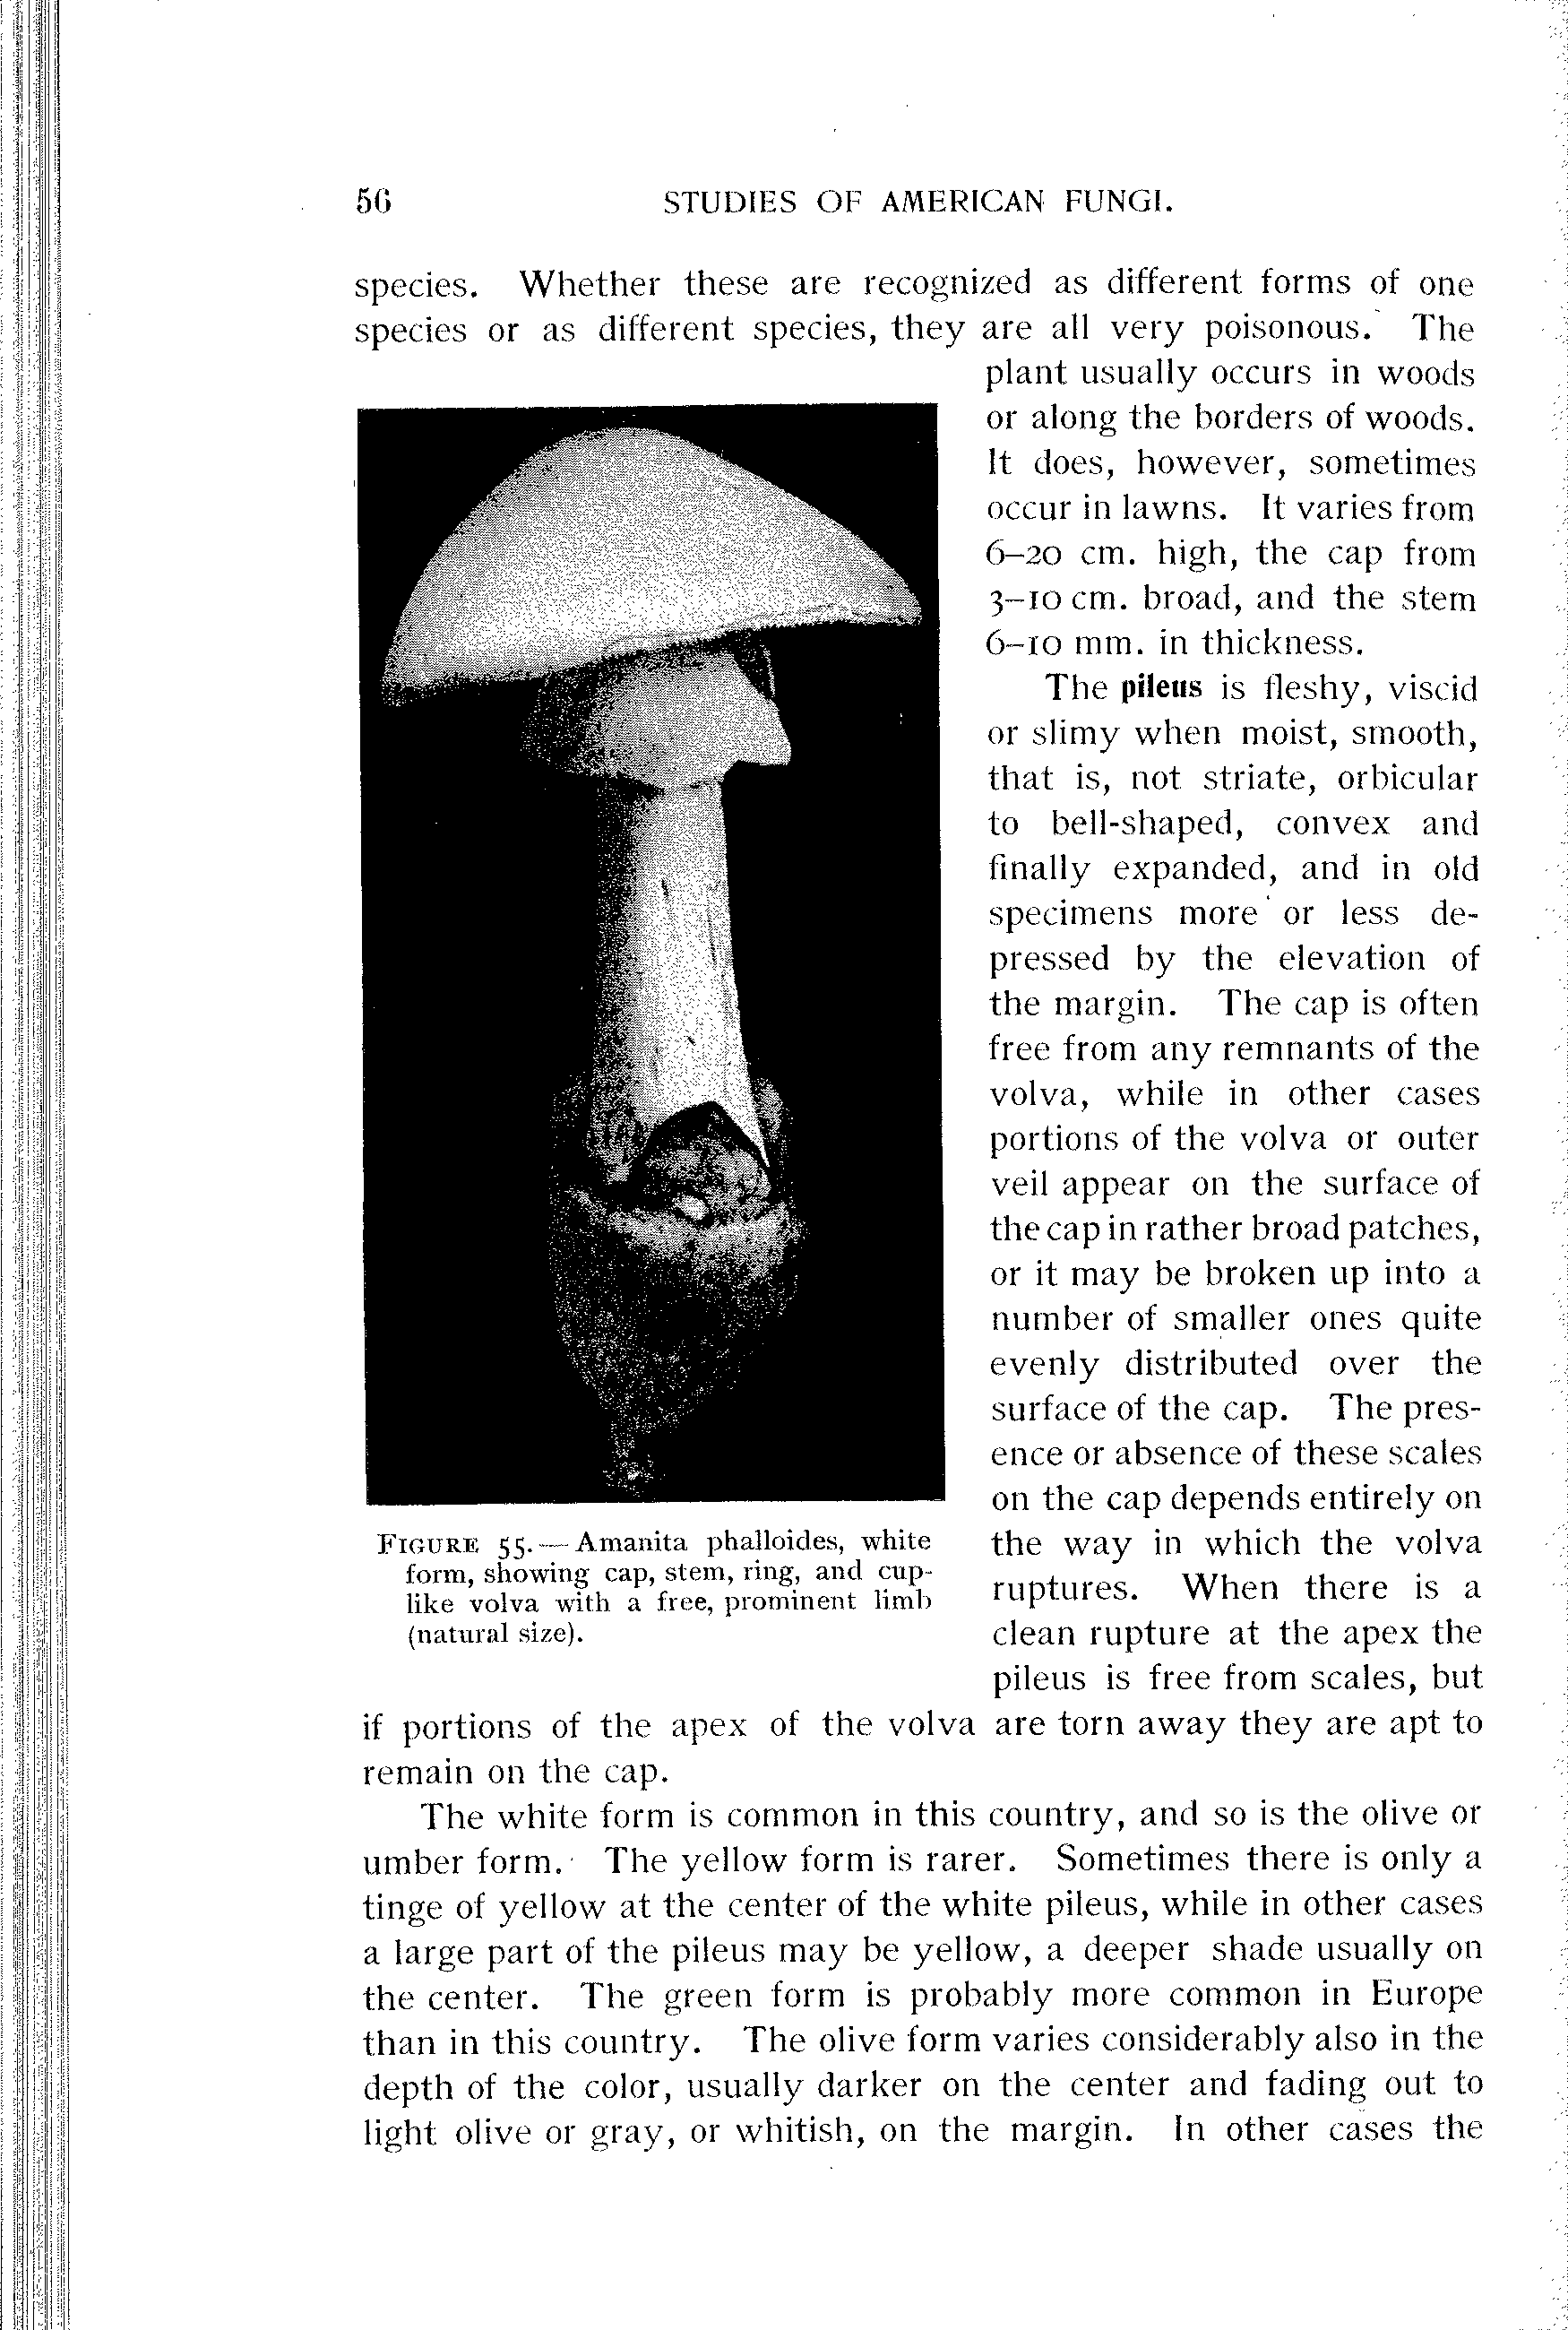 56 STUDIES OF AMERICAN FUNGI.
species. Whether these are recognized as different forms of one
species or as different species, they are all very poisonous. The
plant usually occurs in woods
or along the borders of woods.
It does, however, sometimes
occur in lawns. It varies from
6–20 cm. high, the cap from
3–10 cm. broad, and the stem
6–10 mm. in thickness.
The pileus is fleshy, viscid
or slimy when moist, smooth,
that is, not striate, orbicular
to bell-shaped, convex and
finally expanded, and in old
specimens more or less de-
pressed by the elevation of
the margin. The cap is often
free from any remnants of the
volva, while in other cases
portions of the volva or outer
veil appear on the surface of
the cap in rather broad patches,
or it may be broken up into a
number of smaller ones quite
evenly distributed over the
surface of the cap. The pres-
ence or absence of these scales
on the cap depends entirely on
the way in which the volva
ruptures. When there is a
clean rupture at the apex the
pileus is free from scales, but
FIGURE 55.—Amanita phalloides, white
form, showing cap, stem, ring, and cup-
like volva with a free, prominent limb
(natural size).
if portions of the apex of the volva are torn away they are apt to
remain on the cap.
The white form is common in this country, and so is the olive or
umber form. The yellow form is rarer. Sometimes there is only a
tinge of yellow at the center of the white pileus, while in other cases
a large part of the pileus may be yellow, a deeper shade usually on
the center. The green form is probably more common in Europe
than in this country. The olive form varies considerably also in the
depth of the color, usually darker on the center and fading out to
light olive or gray, or whitish, on the margin. In other cases the